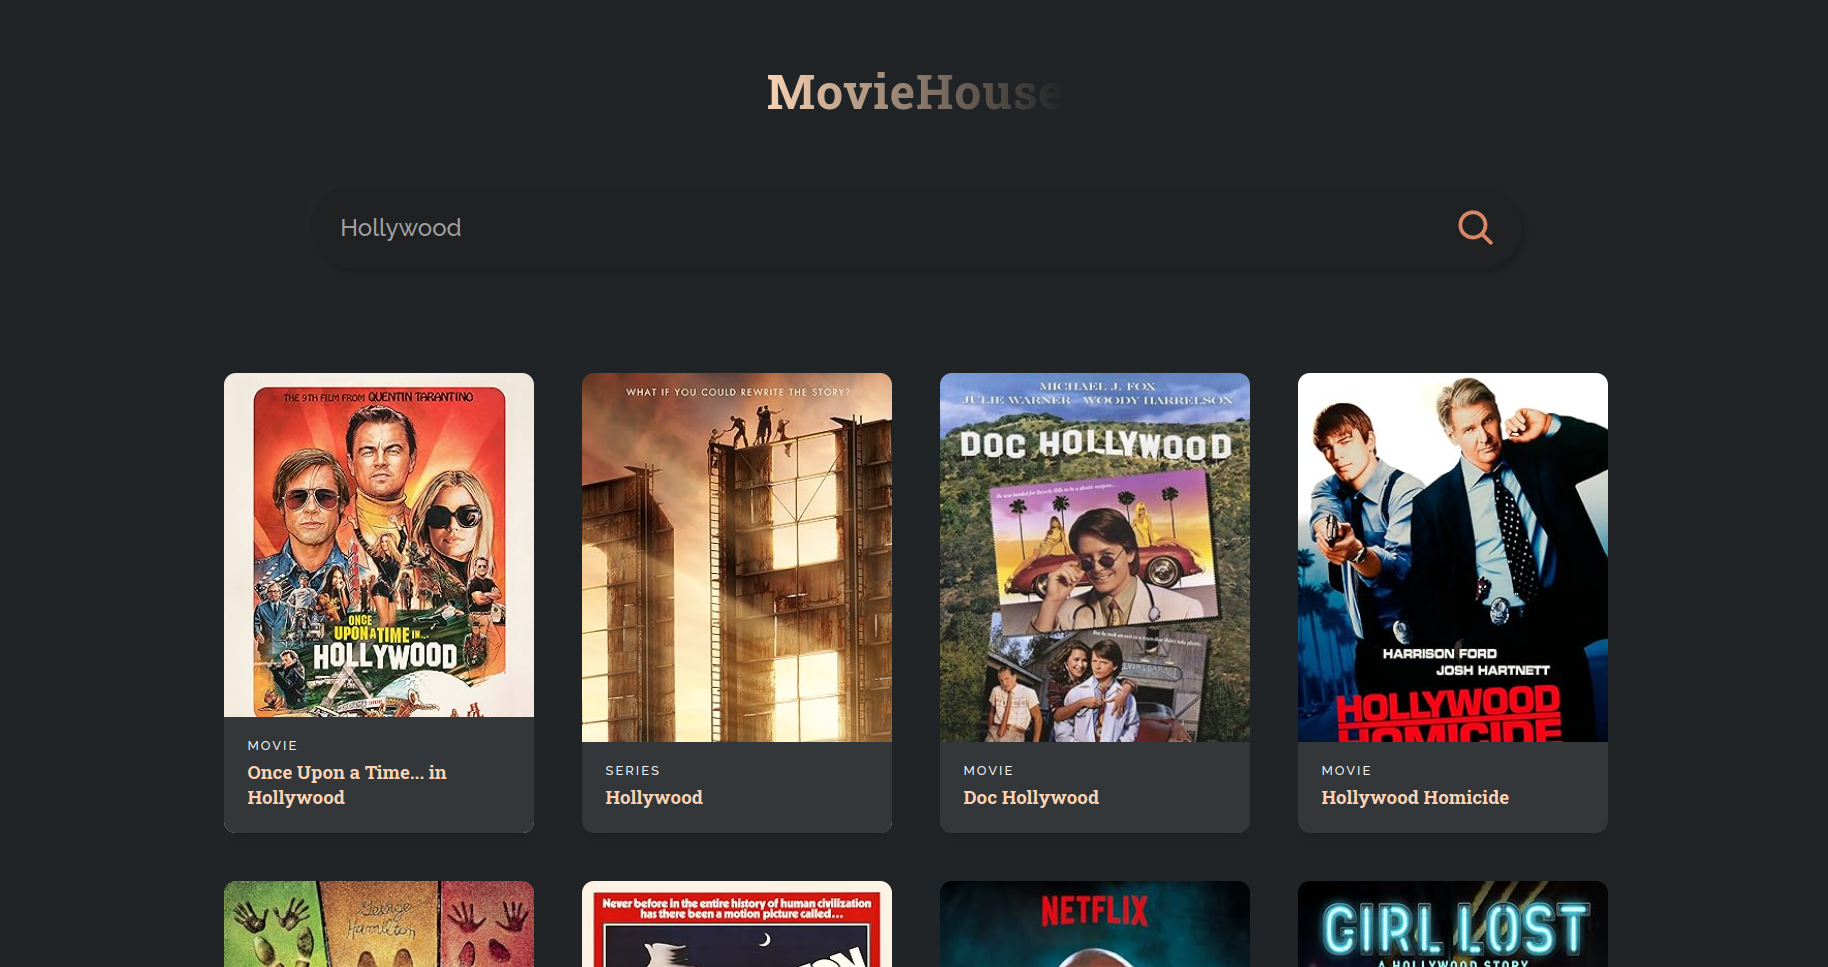 MovieHouse
Hollywood
THE 9TH FILM FROM QUENTIN TARANTINO
ONCE
UPON A TIME IN...
HOLLYWOOD
MOVIE
Once Upon a Time... in
Hollywood
WHAT IF YOU COULD REWRITE THE STORY?
SERIES
Hollywood
MICHAEL J. FOX
JULIE WARNER WOODY HARRELSON
DOC HOLLYWOOD
MOVIE
Doc Hollywood
HARRISON FORD
JOSH HARTNETT
HOLLYWOOD
HOMICIDE
MOVIE
Hollywood Homicide
George
Hamilton
Never before in the entire history of human civilization
has there been a motion picture called...
NETFLIX
GIRL LOST
A HOLLYWOOD STORY